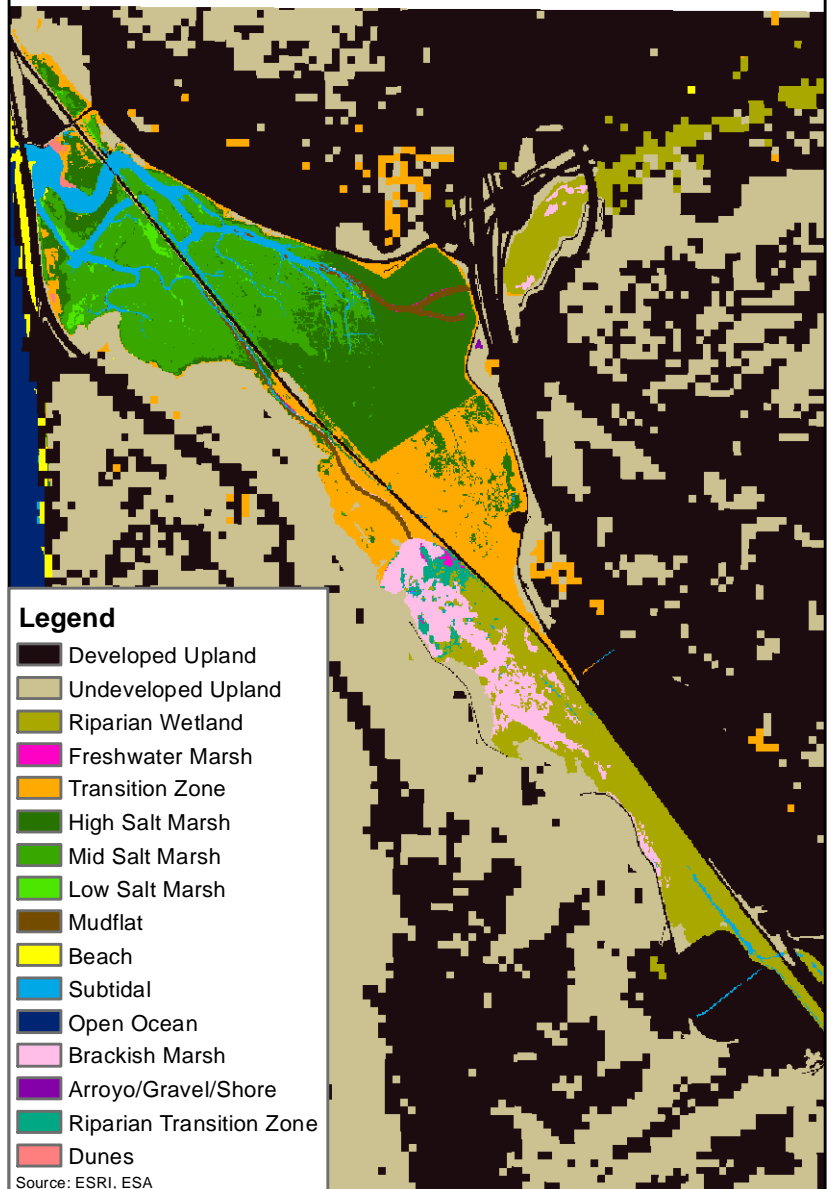 Legend
Developed Upland
Undeveloped Upland
Riparian Wetland
Freshwater Marsh
Transition Zone
High Salt Marsh
Mid Salt Marsh
Low Salt Marsh
Mudflat
Beach
Subtidal
Open Ocean
Brackish Marsh
Arroyo/Gravel/Shore
Riparian Transition Zone
Dunes
Source: ESRI, ESA